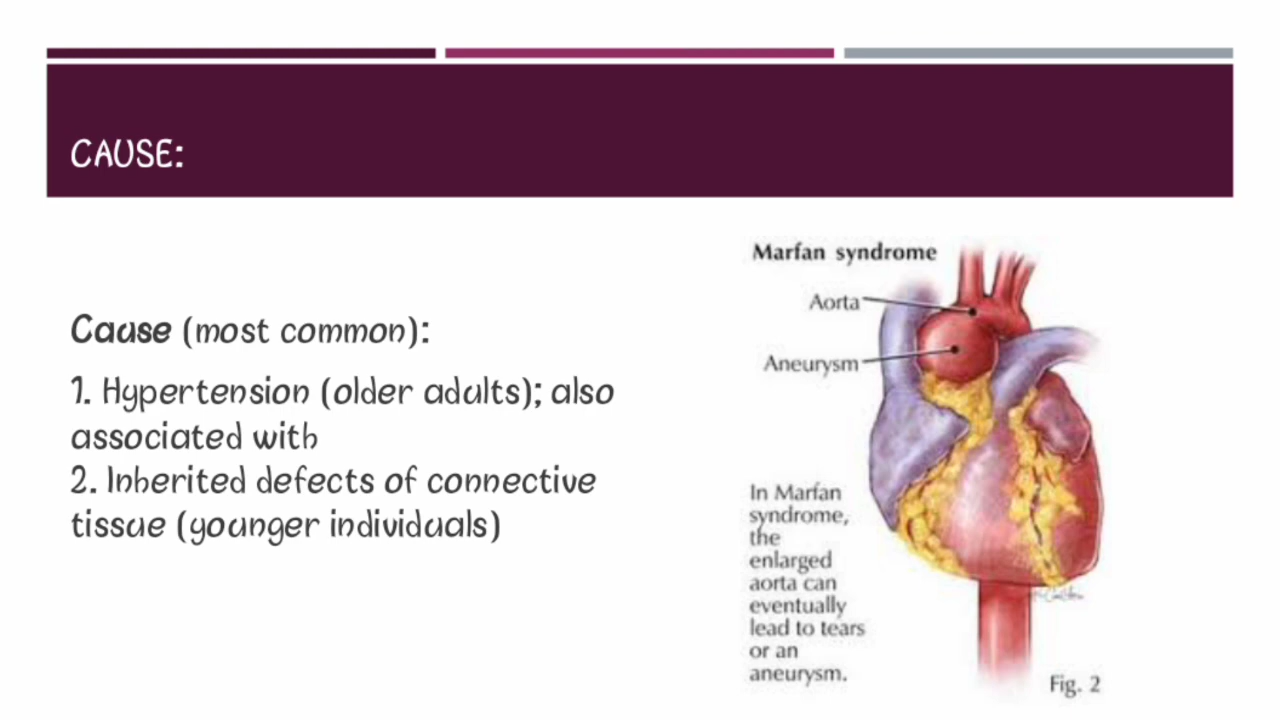 CAUSE:
Cause (most common):
1. Hypertension (older adults); also
associated with
2. Inherited defects of connective
tissue (younger individuals)
Marfan syndrome
Aorta
Aneurysm
In Marfan
syndrome,
the
enlarged
aorta can
eventually
lead to tears
or an
aneurysm.
Fig. 2